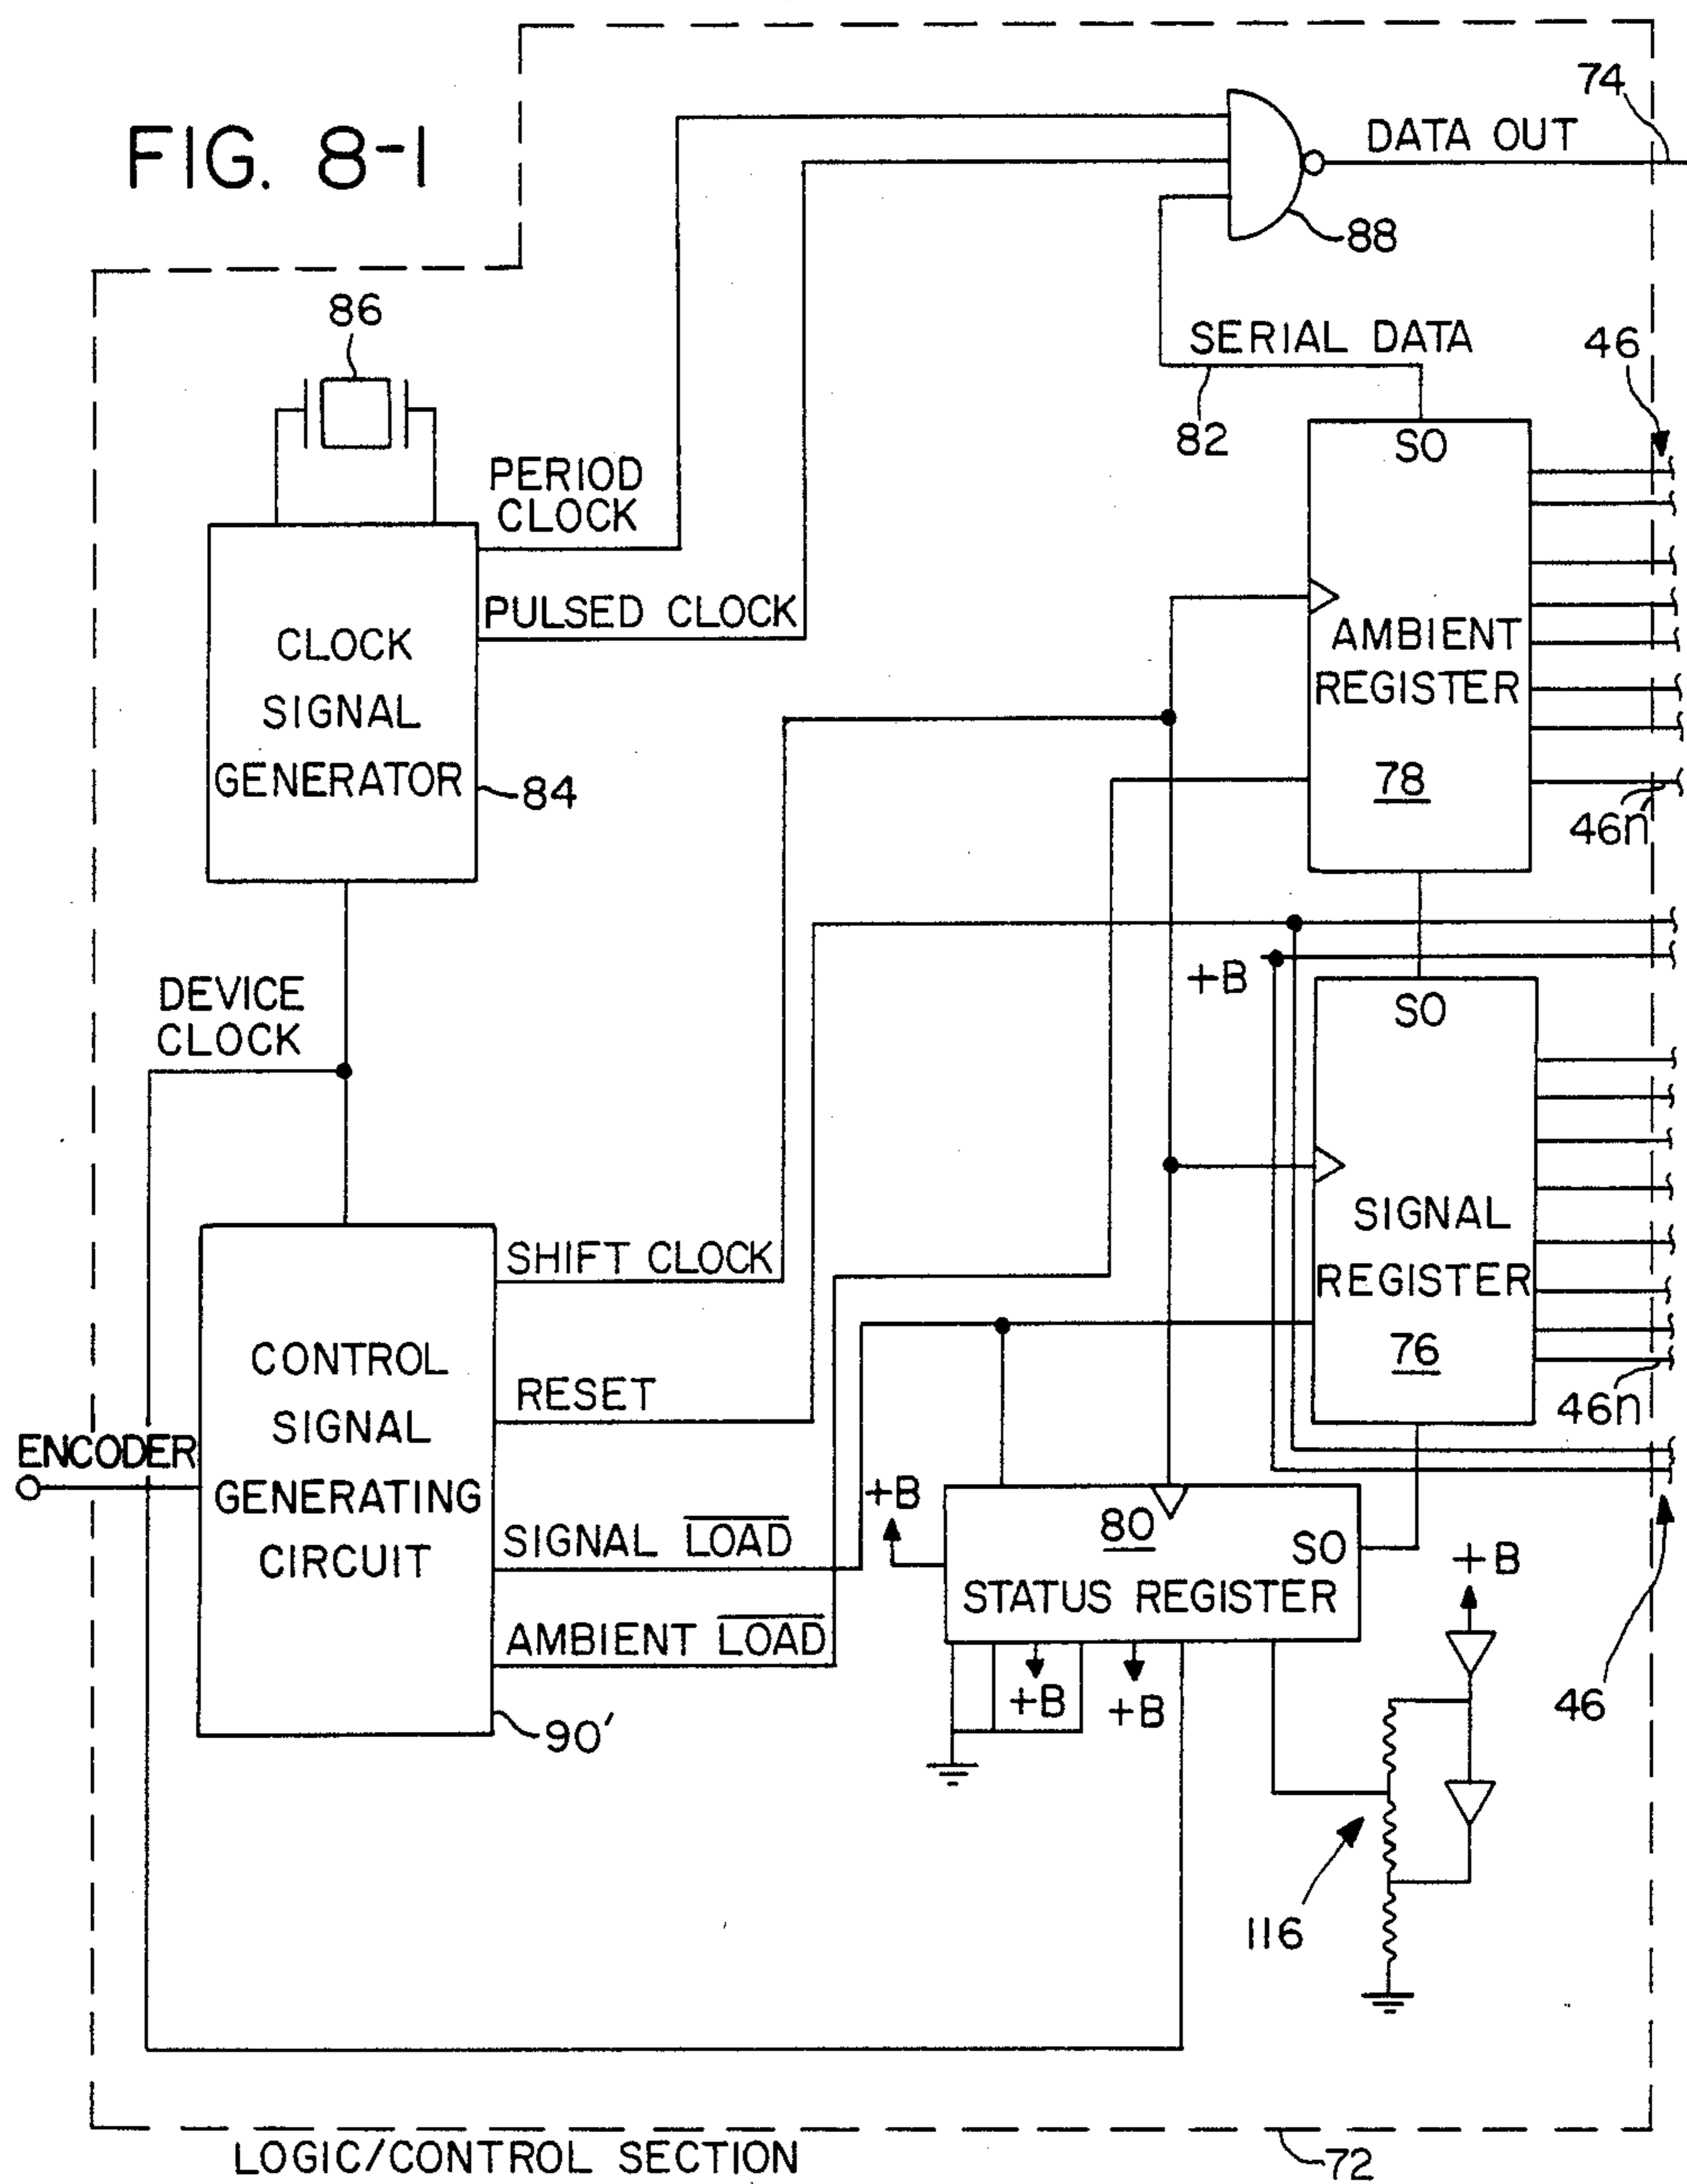 FIG. 8-1
74
DATA OUT
88
86
SERIAL DATA
82
46
SO
PERIOD
CLOCK
PULSED CLOCK
CLOCK
SIGNAL
GENERATOR
84
AMBIENT
REGISTER
78
46n
+B
DEVICE
CLOCK
SO
SIGNAL
REGISTER
76
46n
SHIFT CLOCK
CONTROL
SIGNAL
GENERATING
CIRCUIT
RESET
ENCODER
SIGNAL LOAD
AMBIENT LOAD
90'
+B
80
SO
STATUS REGISTER
+B
+B
+B
46
116
LOGIC/CONTROL SECTION
72